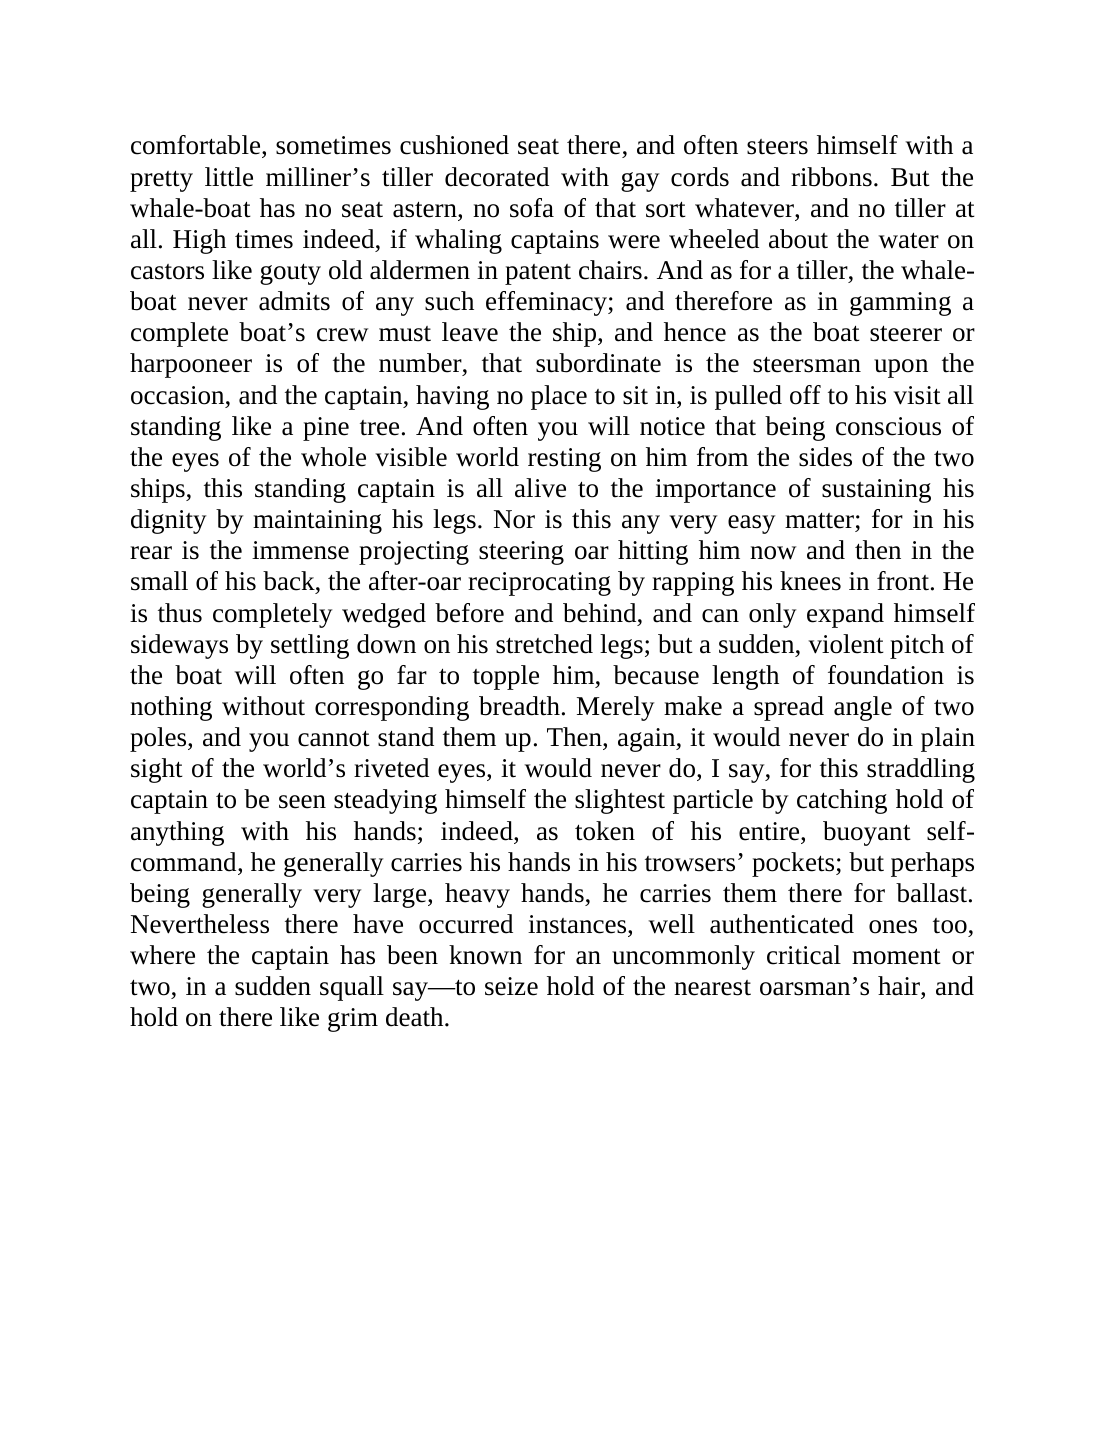 comfortable, sometimes cushioned seat there, and often steers himself with a
pretty little milliner’s tiller decorated with gay cords and ribbons. But the
whale-boat has no seat astern, no sofa of that sort whatever, and no tiller at
all. High times indeed, if whaling captains were wheeled about the water on
castors like gouty old aldermen in patent chairs. And as for a tiller, the whale-
boat never admits of any such effeminacy; and therefore as in gamming a
complete boat’s crew must leave the ship, and hence as the boat steerer or
harpooneer is of the number, that subordinate is the steersman upon the
occasion, and the captain, having no place to sit in, is pulled off to his visit all
standing like a pine tree. And often you will notice that being conscious of
the eyes of the whole visible world resting on him from the sides of the two
ships, this standing captain is all alive to the importance of sustaining his
dignity by maintaining his legs. Nor is this any very easy matter; for in his
rear is the immense projecting steering oar hitting him now and then in the
small of his back, the after-oar reciprocating by rapping his knees in front. He
is thus completely wedged before and behind, and can only expand himself
sideways by settling down on his stretched legs; but a sudden, violent pitch of
the boat will often go far to topple him, because length of foundation is
nothing without corresponding breadth. Merely make a spread angle of two
poles, and you cannot stand them up. Then, again, it would never do in plain
sight of the world’s riveted eyes, it would never do, I say, for this straddling
captain to be seen steadying himself the slightest particle by catching hold of
anything with his hands; indeed, as token of his entire, buoyant self-
command, he generally carries his hands in his trowsers’ pockets; but perhaps
being generally very large, heavy hands, he carries them there for ballast.
Nevertheless there have occurred instances, well authenticated ones too,
where the captain has been known for an uncommonly critical moment or
two, in a sudden squall say—to seize hold of the nearest oarsman’s hair, and
hold on there like grim death.